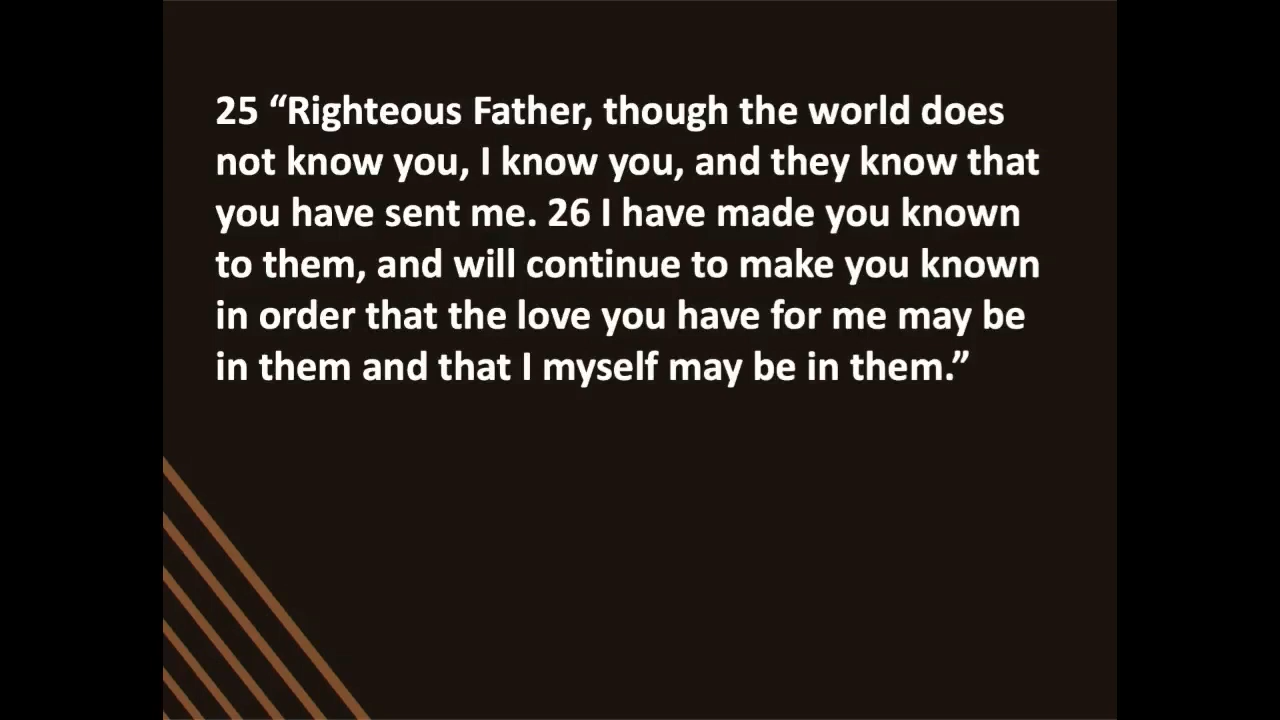 25 “Righteous Father, though the world does
not know you, I know you, and they know that
you have sent me. 26 I have made you known
to them, and will continue to make you known
in order that the love you have for me may be
in them and that I myself may be in them.”